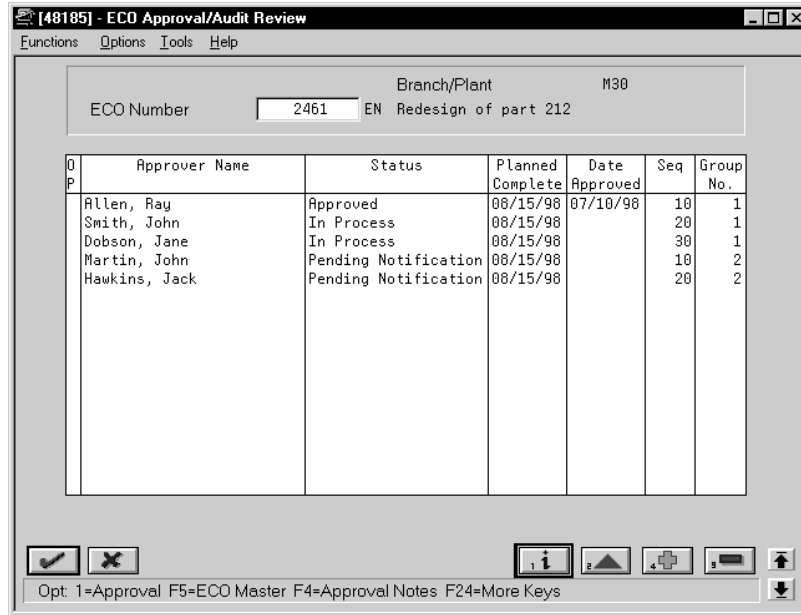 [48185] - ECO Approval/Audit Review
Functions Options Tools Help
Branch/Plant M30
ECO Number 2461 EN Redesign of part 212
O P Approver Name Status Planned Complete Date Approved Seq Group No.
Allen, Ray Approved 08/15/98 07/10/98 10 1
Smith, John In Process 08/15/98 20 1
Dobson, Jane In Process 08/15/98 30 1
Martin, John Pending Notification 08/15/98 10 2
Hawkins, Jack Pending Notification 08/15/98 20 2
1 i 2 4 9
Opt: 1=Approval F5=ECO Master F4=Approval Notes F24=More Keys